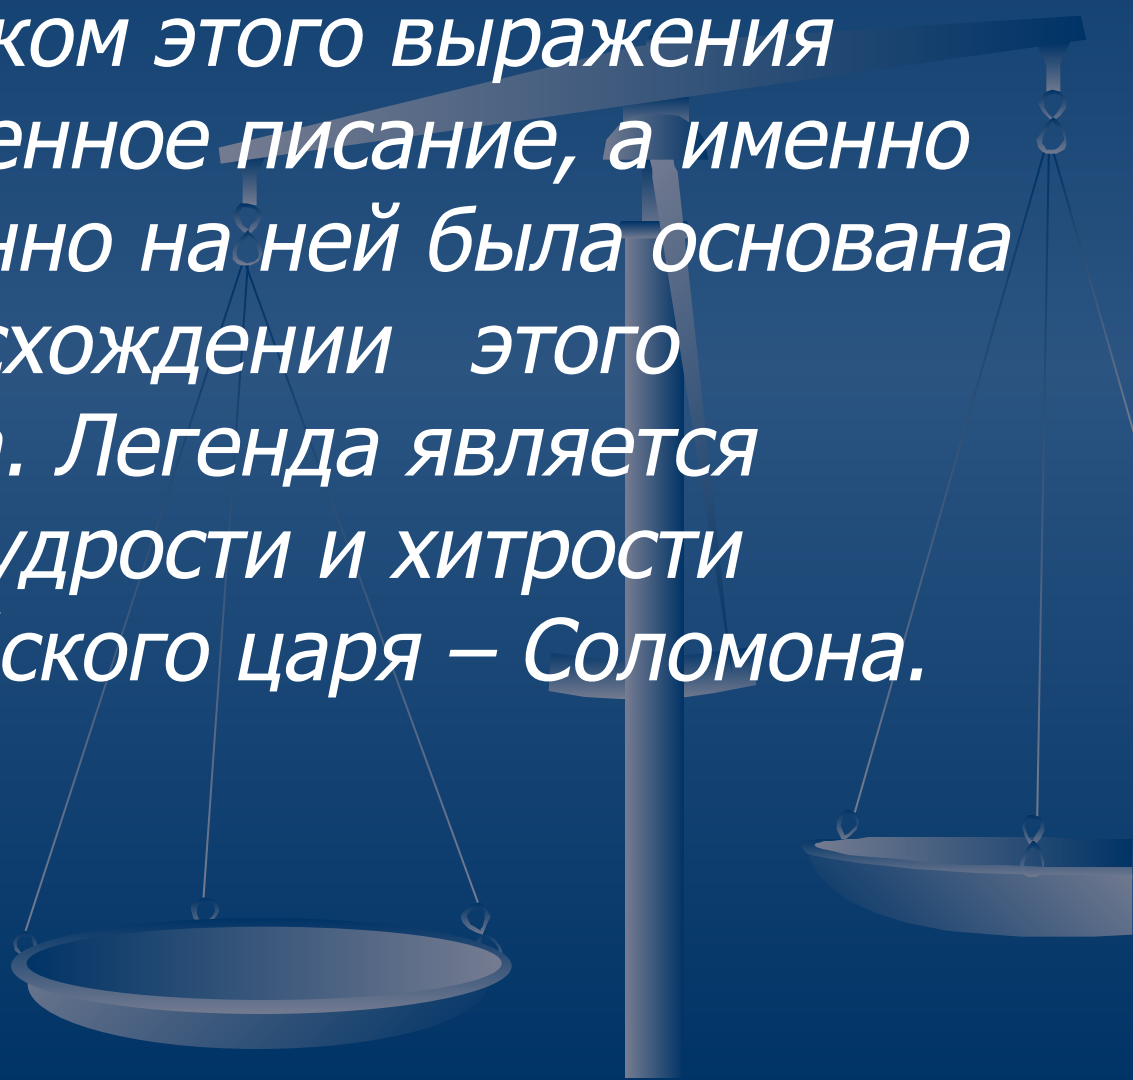 ком этого выражения
енное писание, а именно
нно на ней была основана
схождении этого
а. Легенда является
удрости и хитрости
ского царя – Соломона.